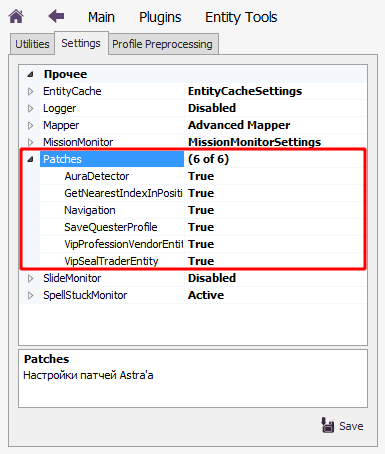 Main Plugins Entity Tools
Utilities Settings Profile Preprocessing
Прочее
EntityCache EntityCacheSettings
Logger Disabled
Mapper Advanced Mapper
MissionMonitor MissionMonitorSettings
Patches (6 of 6)
AuraDetector True
GetNearestIndexInPositi True
Navigation True
SaveQuesterProfile True
VipProfessionVendorEntit True
VipSealTraderEntity True
SlideMonitor Disabled
SpellStuckMonitor Active
Patches
Настройки патчей Astral'а
Save